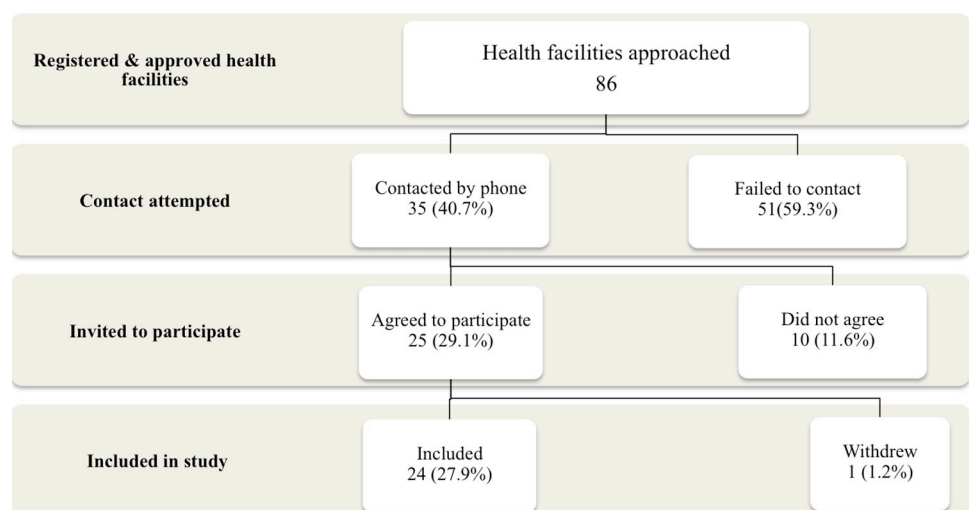 Registered & approved health
facilities
Health facilities approached
86
Contact attempted
Contacted by phone
35 (40.7%)
Failed to contact
51(59.3%)
Invited to participate
Agreed to participate
25 (29.1%)
Did not agree
10 (11.6%)
Included in study
Included
24 (27.9%)
Withdrew
1 (1.2%)